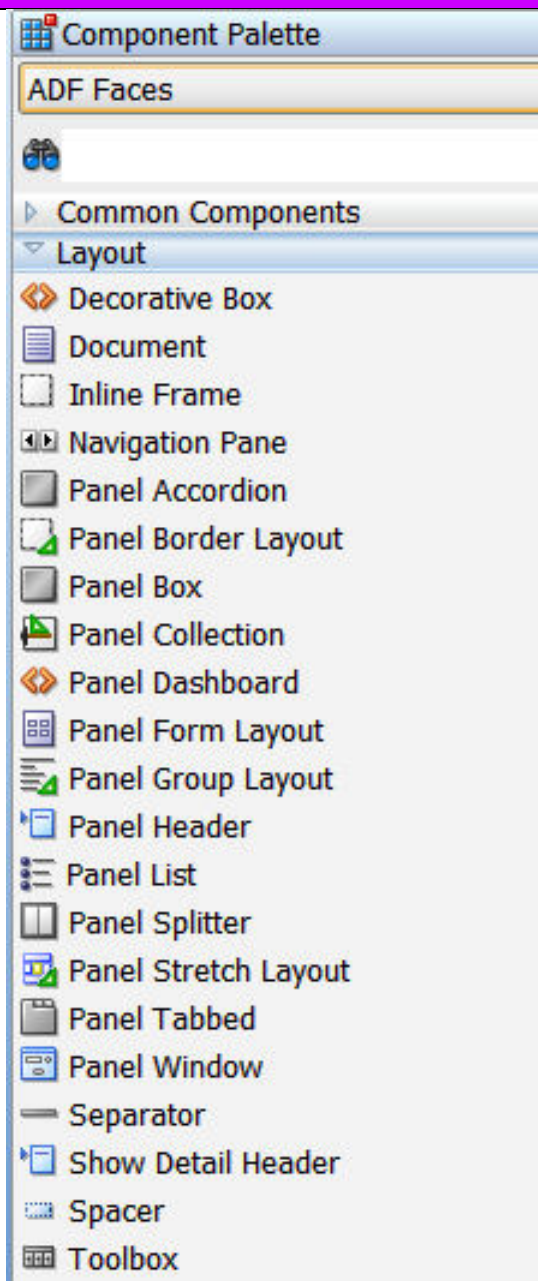 Component Palette
ADF Faces
Common Components
Layout
Decorative Box
Document
Inline Frame
Navigation Pane
Panel Accordion
Panel Border Layout
Panel Box
Panel Collection
Panel Dashboard
Panel Form Layout
Panel Group Layout
Panel Header
Panel List
Panel Splitter
Panel Stretch Layout
Panel Tabbed
Panel Window
Separator
Show Detail Header
Spacer
Toolbox